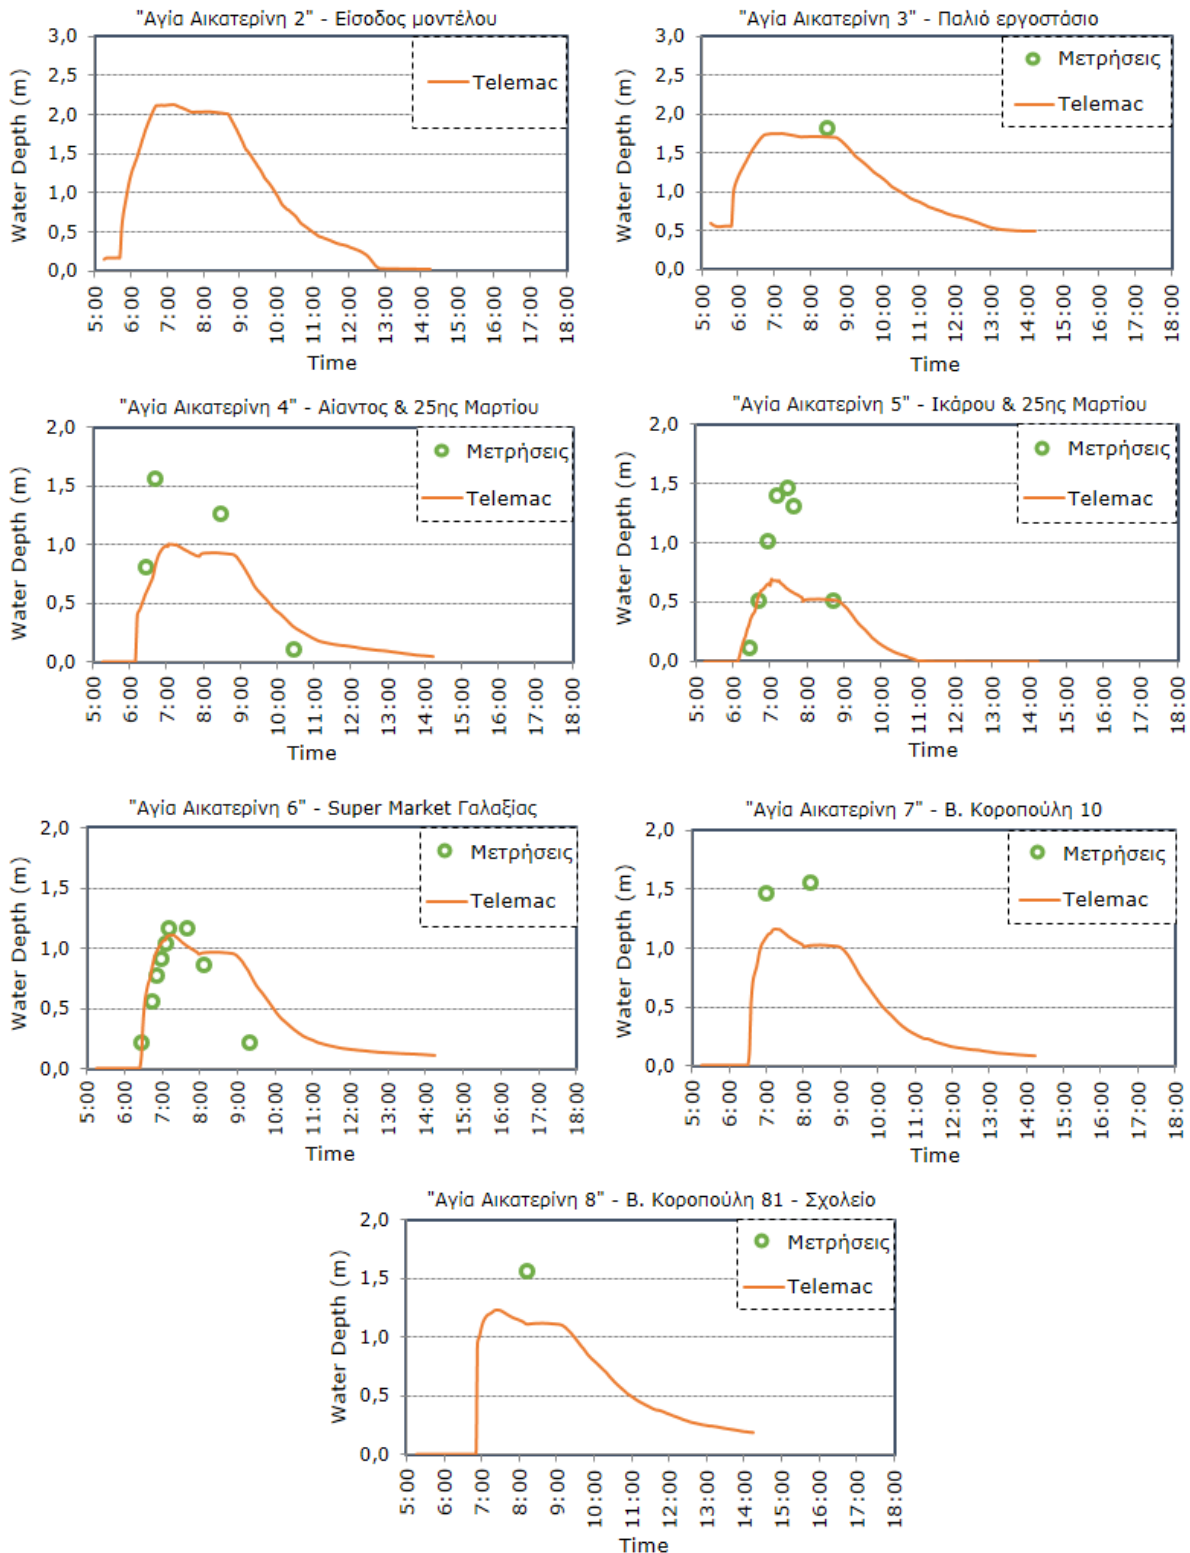 "Αγία Αικατερίνη 2" - Είσοδος μοντέλου
3,0
2,5
2,0
1,5
1,0
0,5
0,0
Water Depth (m)
Telemac
5:00 6:00 7:00 8:00 9:00 10:00 11:00 12:00 13:00 14:00 15:00 16:00 17:00 18:00
Time
"Αγία Αικατερίνη 3" - Παλιό εργοστάσιο
3,0
2,5
2,0
1,5
1,0
0,5
0,0
Water Depth (m)
Μετρήσεις
Telemac
5:00 6:00 7:00 8:00 9:00 10:00 11:00 12:00 13:00 14:00 15:00 16:00 17:00 18:00
Time
"Αγία Αικατερίνη 4" - Αίαντος & 25ης Μαρτίου
2,0
1,5
1,0
0,5
0,0
Water Depth (m)
Μετρήσεις
Telemac
5:00 6:00 7:00 8:00 9:00 10:00 11:00 12:00 13:00 14:00 15:00 16:00 17:00 18:00
Time
"Αγία Αικατερίνη 5" - Ικάρου & 25ης Μαρτίου
2,0
1,5
1,0
0,5
0,0
Water Depth (m)
Μετρήσεις
Telemac
5:00 6:00 7:00 8:00 9:00 10:00 11:00 12:00 13:00 14:00 15:00 16:00 17:00 18:00
Time
"Αγία Αικατερίνη 6" - Super Market Γαλαξίας
2,0
1,5
1,0
0,5
0,0
Water Depth (m)
Μετρήσεις
Telemac
5:00 6:00 7:00 8:00 9:00 10:00 11:00 12:00 13:00 14:00 15:00 16:00 17:00 18:00
Time
"Αγία Αικατερίνη 7" - Β. Κοροπούλη 10
2,0
1,5
1,0
0,5
0,0
Water Depth (m)
Μετρήσεις
Telemac
5:00 6:00 7:00 8:00 9:00 10:00 11:00 12:00 13:00 14:00 15:00 16:00 17:00 18:00
Time
"Αγία Αικατερίνη 8" - Β. Κοροπούλη 81 - Σχολείο
2,0
1,5
1,0
0,5
0,0
Water Depth (m)
Μετρήσεις
Telemac
5:00 6:00 7:00 8:00 9:00 10:00 11:00 12:00 13:00 14:00 15:00 16:00 17:00 18:00
Time